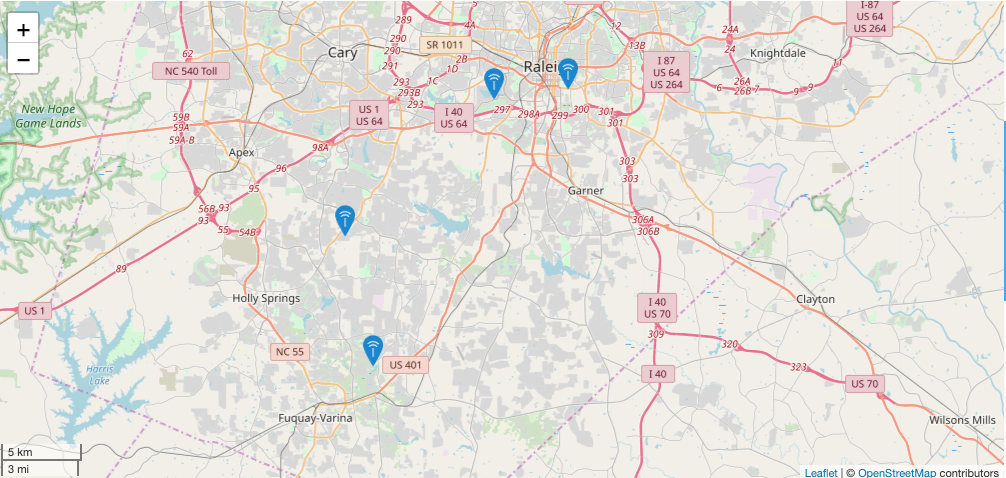 +
−
289
4A
12
I-87
US 64
US 264
290
SR 1011
13B
24A
24
Cary
Knightdale
62
290
2B
291
1D
I 87
US 64
US 264
Ralei
11
NC 540 Toll
293
1C
293B
293
26A
26B
6
7
9
9
New Hope
Game Lands
US 1
US 64
I 40
US 64
297
298A
299
300
301
301
59B
59A
59A-B
98A
Apex
96
303
303
95
Garner
56B
93
93
55
54B
306A
306B
89
Holly Springs
Clayton
US 1
I 40
US 70
309
320
NC 55
US 401
323
Harris
Lake
I 40
US 70
Fuquay-Varina
Wilsons Mills
5 km
3 mi
Leaflet | © OpenStreetMap contributors